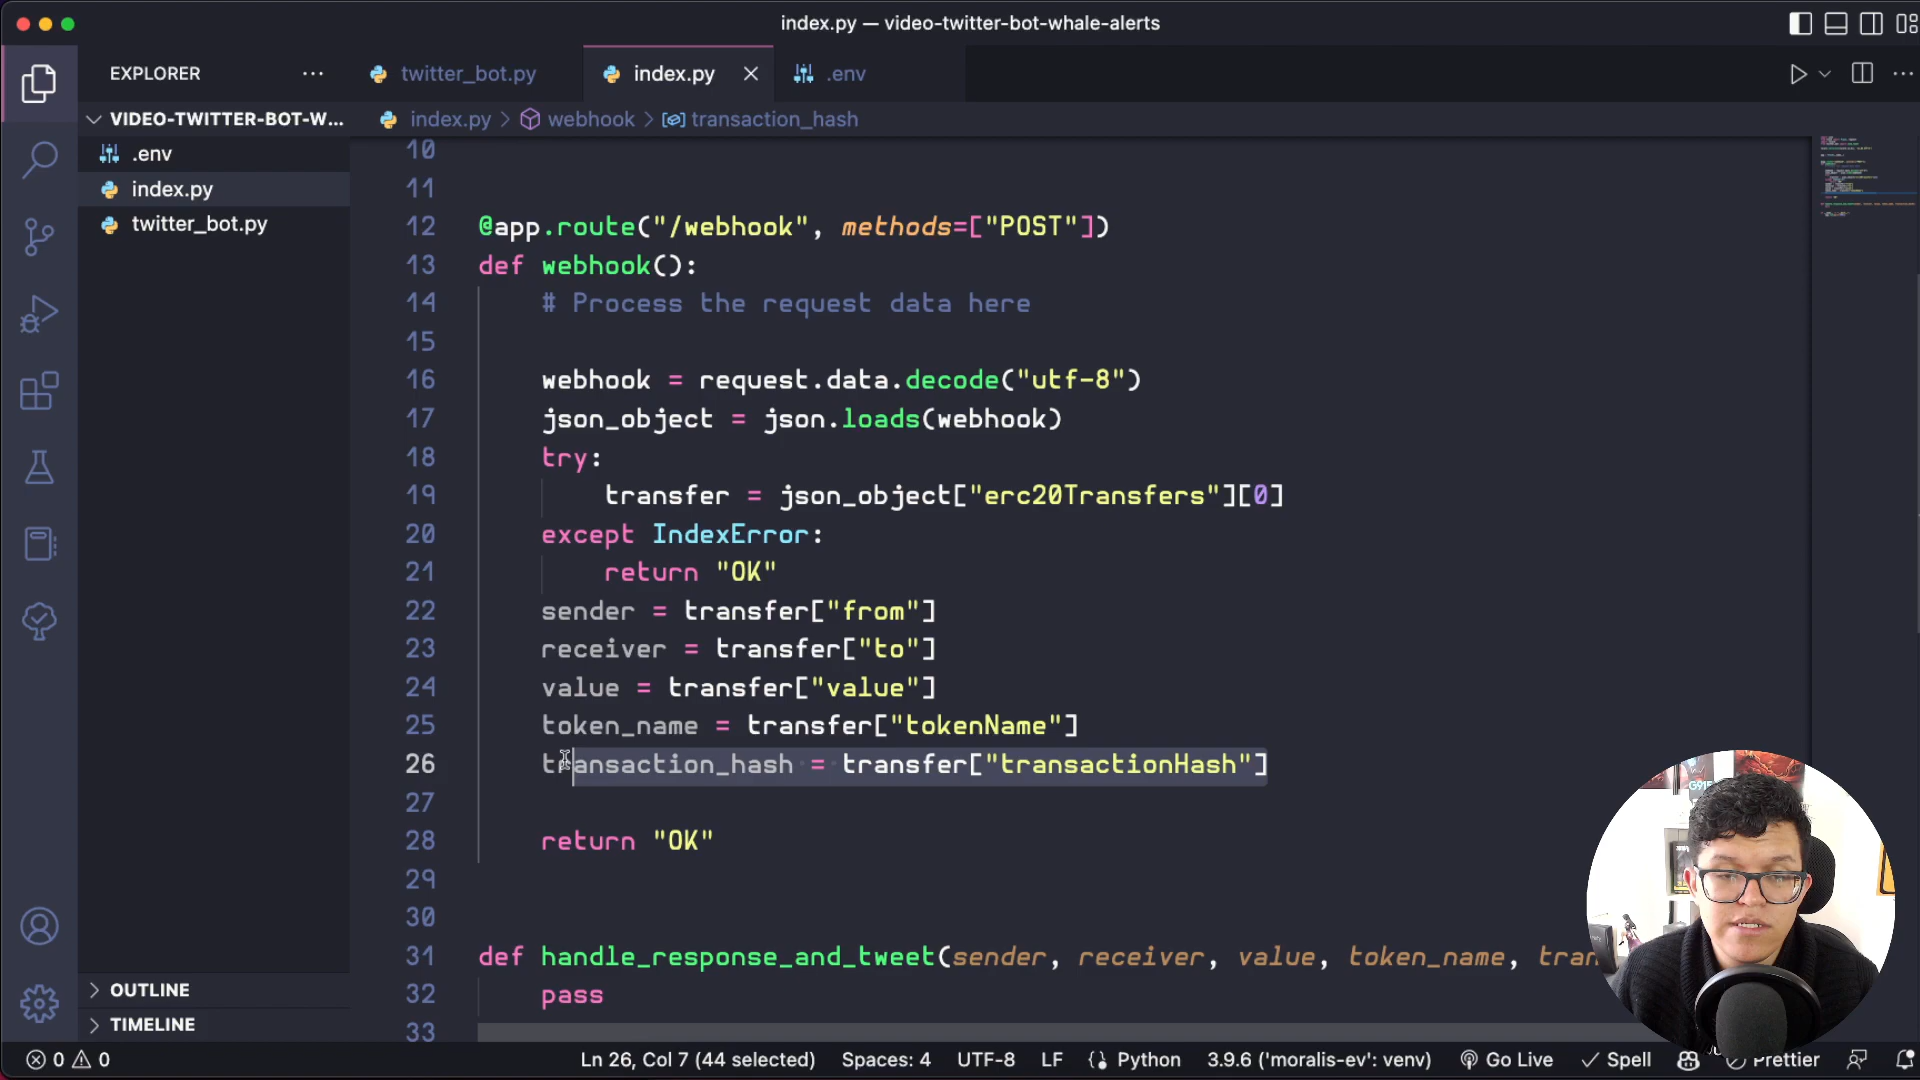 index.py — video-twitter-bot-whale-alerts
EXPLORER
twitter_bot.py
index.py
.env
VIDEO-TWITTER-BOT-W...
index.py > webhook > transaction_hash
.env
index.py
twitter_bot.py
10
11
12 @app.route("/webhook", methods=["POST"])
13 def webhook():
14 # Process the request data here
15
16 webhook = request.data.decode("utf-8")
17 json_object = json.loads(webhook)
18 try:
19 transfer = json_object["erc20Transfers"][0]
20 except IndexError:
21 return "OK"
22 sender = transfer["from"]
23 receiver = transfer["to"]
24 value = transfer["value"]
25 token_name = transfer["tokenName"]
26 transaction_hash = transfer["transactionHash"]
27
28 return "OK"
29
30
31 def handle_response_and_tweet(sender, receiver, value, token_name, tran
32 pass
33
OUTLINE
TIMELINE
G915
0 0
Ln 26, Col 7 (44 selected)
Spaces: 4
UTF-8
LF
Python
3.9.6 ('moralis-ev': venv)
Go Live
Spell
Prettier